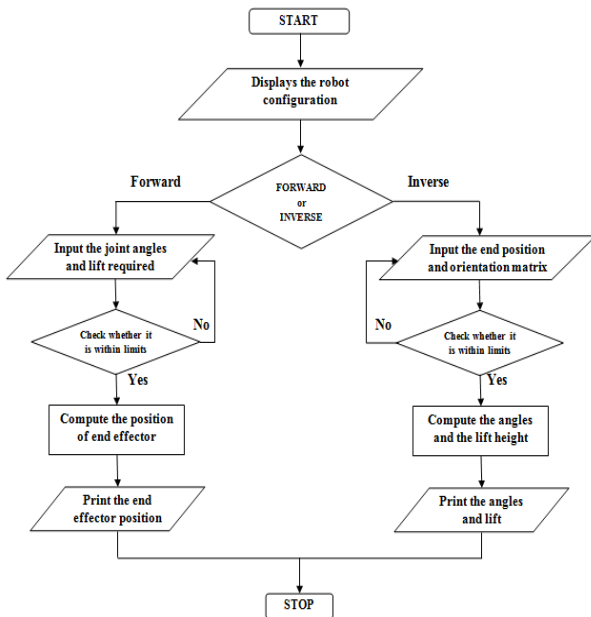 START
Displays the robot
configuration
Forward
FORWARD
or
INVERSE
Inverse
Input the joint angles
and lift required
Input the end position
and orientation matrix
No
Check whether it
is within limits
No
Check whether it
is within limits
Yes
Yes
Compute the position
of end effector
Compute the angles
and the lift height
Print the end
effector position
Print the angles
and lift
STOP